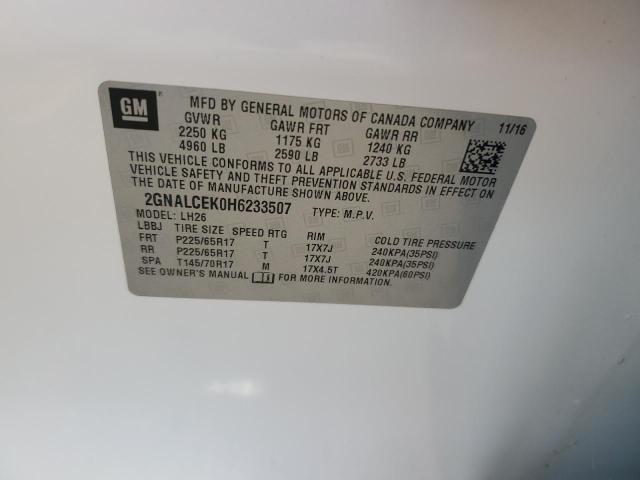 GM
MFD BY GENERAL MOTORS OF CANADA COMPANY 11/16
GVWR GAWR FRT GAWR RR
2250 KG 1175 KG 1240 KG
4960 LB 2590 LB 2733 LB
THIS VEHICLE CONFORMS TO ALL APPLICABLE U.S. FEDERAL MOTOR
VEHICLE SAFETY AND THEFT PREVENTION STANDARDS IN EFFECT ON
THE DATE OF MANUFACTURE SHOWN ABOVE.
2GNALCEK0H6233507 TYPE: M.P.V.
MODEL: LH26
LBBJ TIRE SIZE SPEED RTG RIM COLD TIRE PRESSURE
FRT P225/65R17 T 17X7J 240KPA(35PSI)
RR P225/65R17 T 17X7J 240KPA(35PSI)
SPA T145/70R17 M 17X4.5T 420KPA(60PSI)
SEE OWNER'S MANUAL FOR MORE INFORMATION.